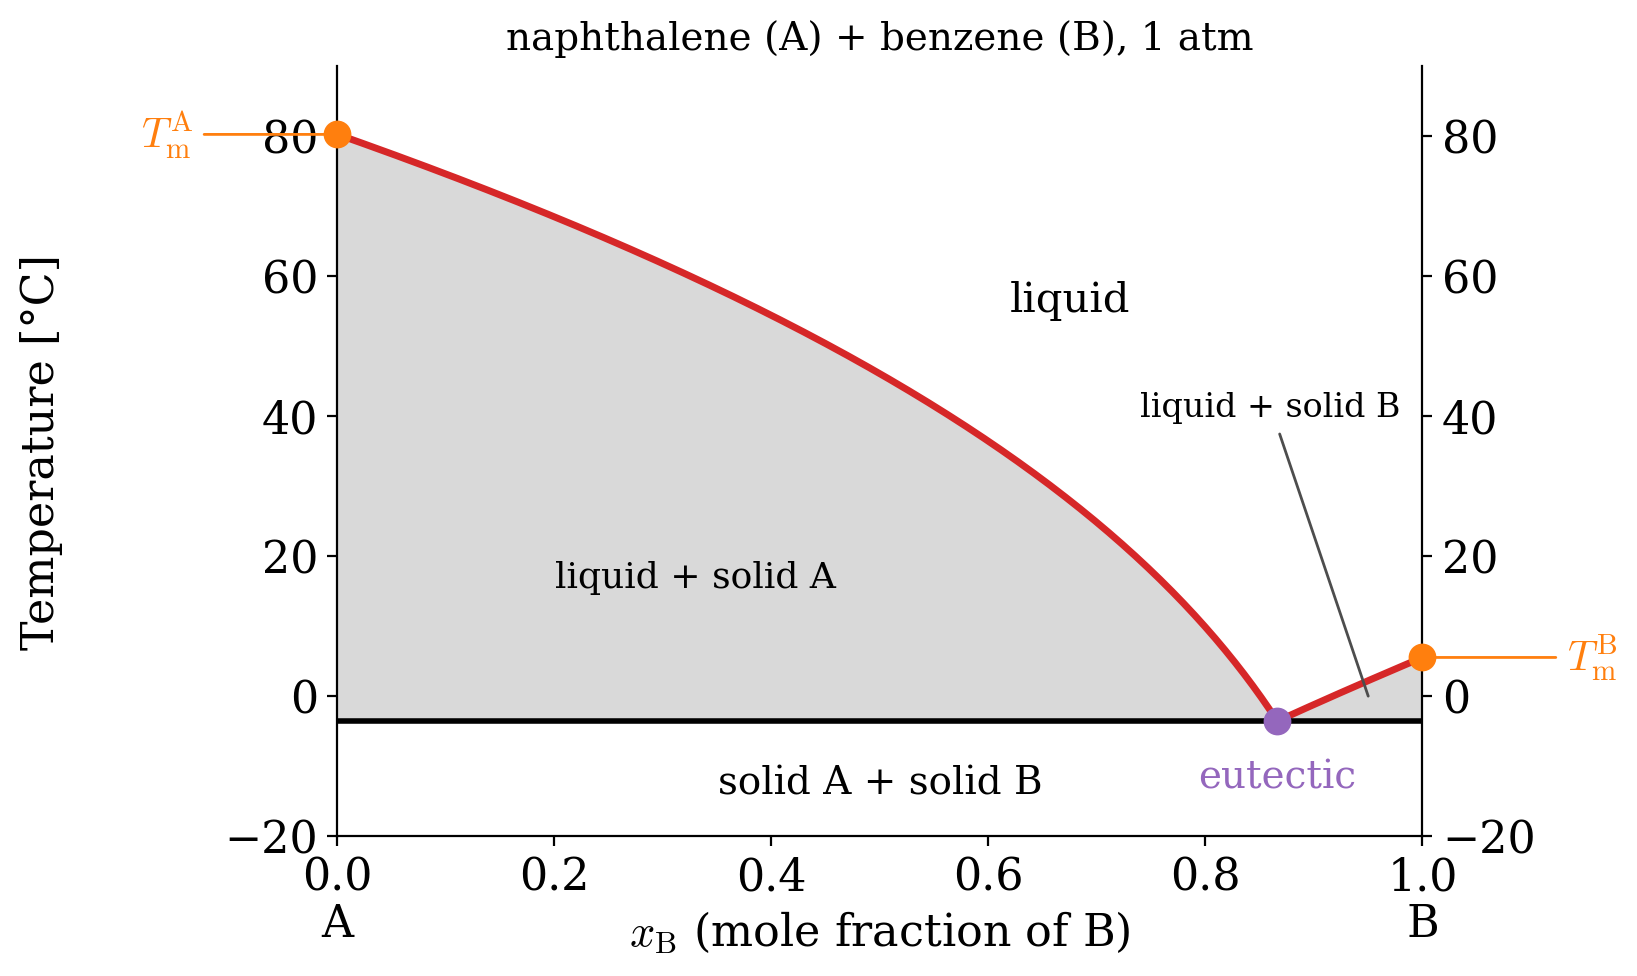 naphthalene (A) + benzene (B), 1 atm
T_m^A
80
80
60
60
liquid
liquid + solid B
40
40
20
20
liquid + solid A
T_m^B
0
0
solid A + solid B
eutectic
−20
−20
0.0
0.2
0.4
0.6
0.8
1.0
A
B
x_B (mole fraction of B)
Temperature [°C]